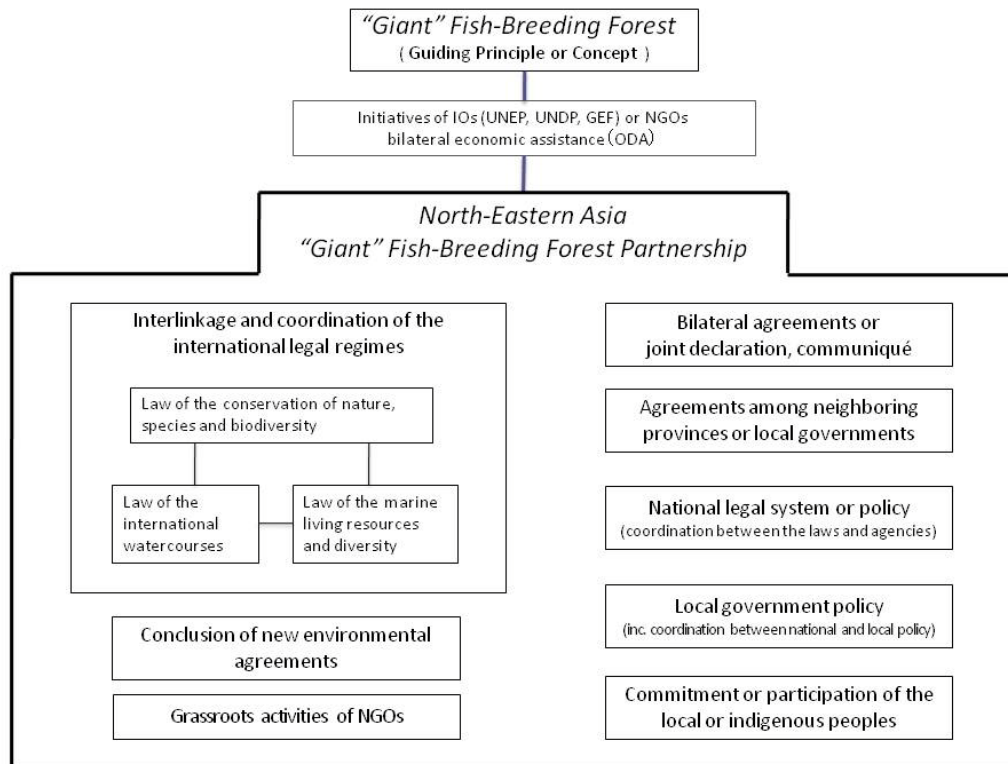 “Giant” Fish-Breeding Forest
( Guiding Principle or Concept )
Initiatives of IOs (UNEP, UNDP, GEF) or NGOs
bilateral economic assistance (ODA)
North-Eastern Asia
“Giant” Fish-Breeding Forest Partnership
Interlinkage and coordination of the
international legal regimes
Law of the conservation of nature,
species and biodiversity
Law of the
international
watercourses
Law of the marine
living resources
and diversity
Conclusion of new environmental
agreements
Grassroots activities of NGOs
Bilateral agreements or
joint declaration, communiqué
Agreements among neighboring
provinces or local governments
National legal system or policy
(coordination between the laws and agencies)
Local government policy
(inc. coordination between national and local policy)
Commitment or participation of the
local or indigenous peoples